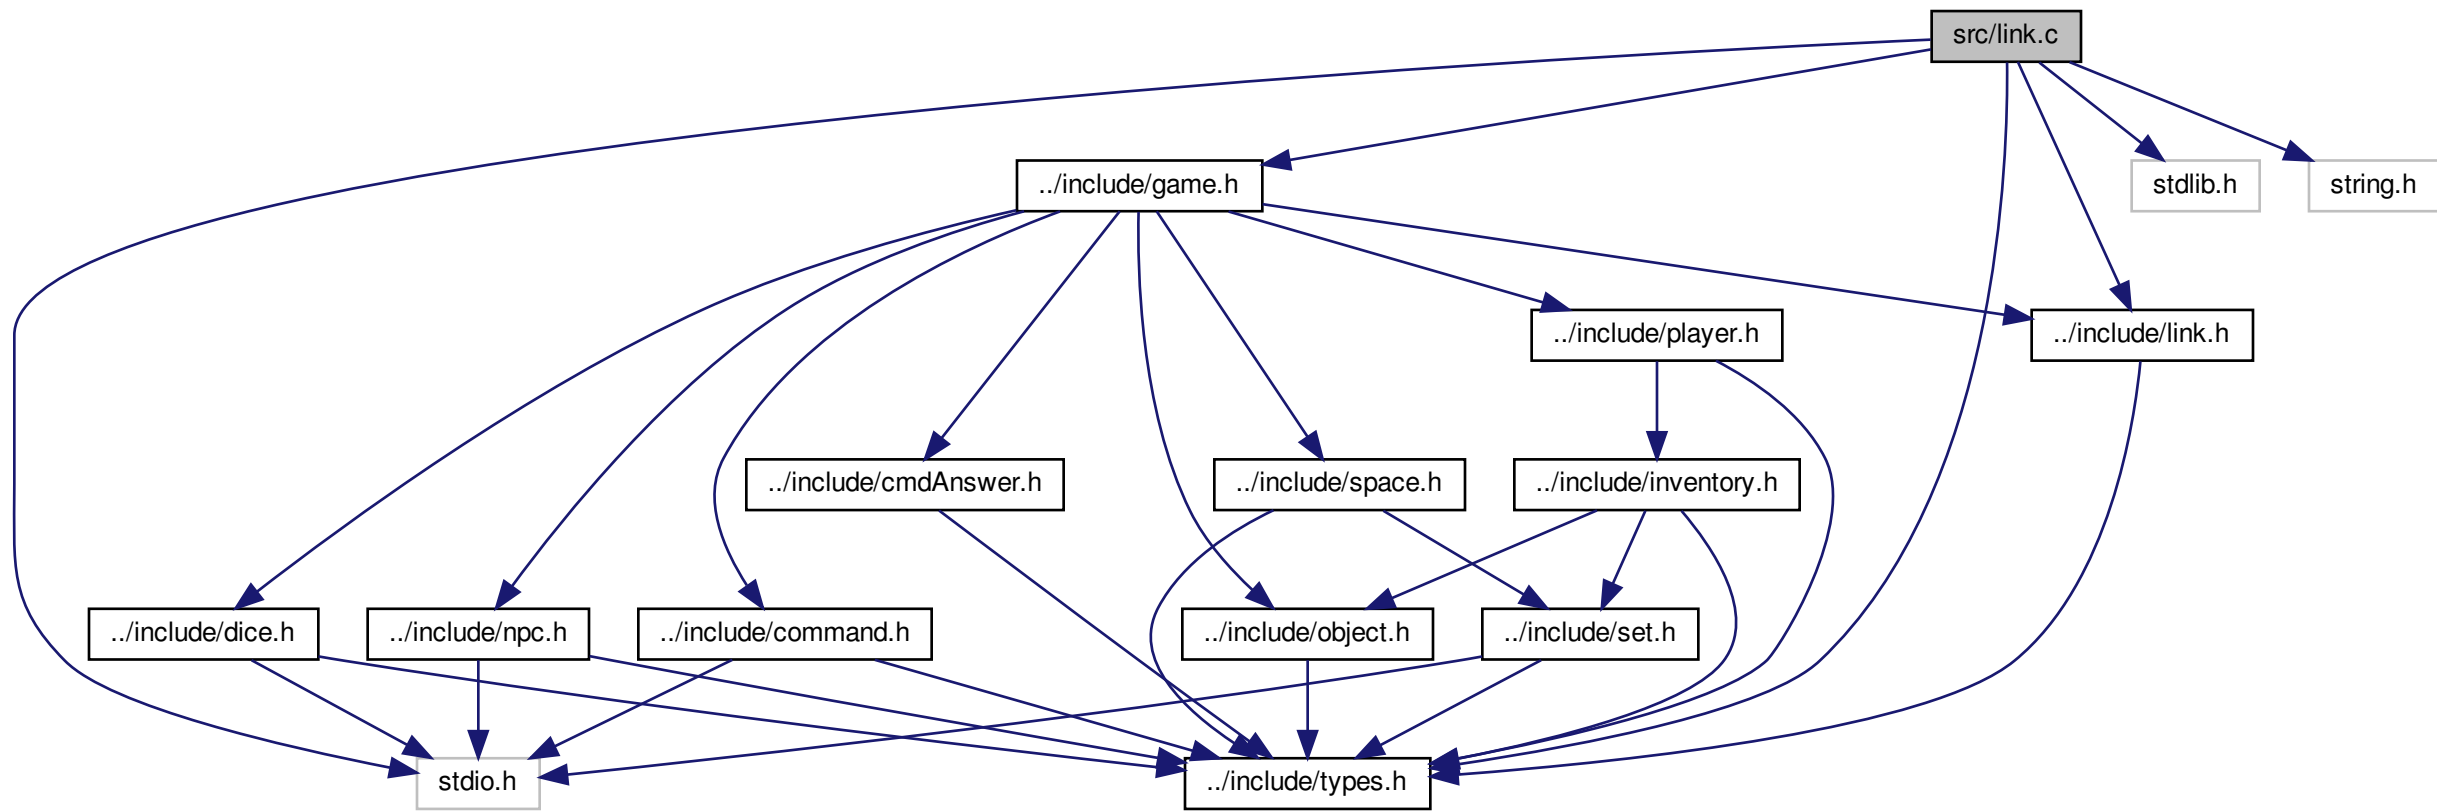 src/link.c
../include/game.h
stdlib.h
string.h
../include/player.h
../include/link.h
../include/cmdAnswer.h
../include/space.h
../include/inventory.h
../include/dice.h
../include/npc.h
../include/command.h
../include/object.h
../include/set.h
stdio.h
../include/types.h